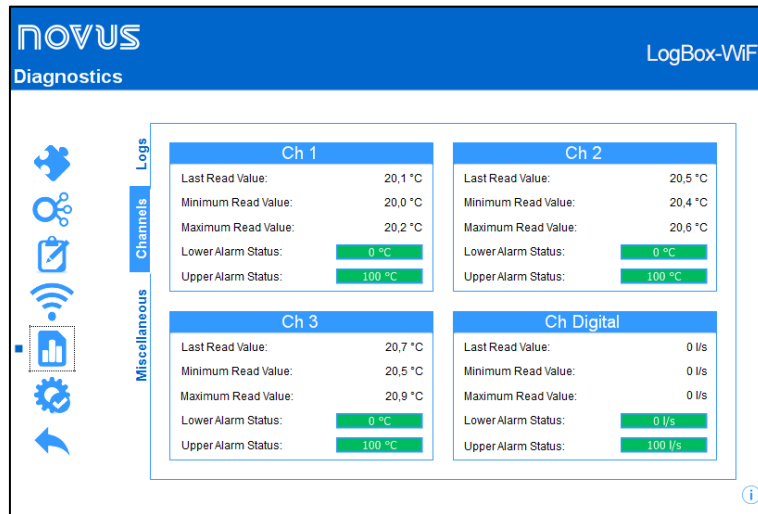 NOVUS
LogBox-WiF
Diagnostics
Logs
Channels
Miscellaneous
Ch 1
Last Read Value: 20,1 °C
Minimum Read Value: 20,0 °C
Maximum Read Value: 20,2 °C
Lower Alarm Status: 0 °C
Upper Alarm Status: 100 °C
Ch 2
Last Read Value: 20,5 °C
Minimum Read Value: 20,4 °C
Maximum Read Value: 20,6 °C
Lower Alarm Status: 0 °C
Upper Alarm Status: 100 °C
Ch 3
Last Read Value: 20,7 °C
Minimum Read Value: 20,5 °C
Maximum Read Value: 20,9 °C
Lower Alarm Status: 0 °C
Upper Alarm Status: 100 °C
Ch Digital
Last Read Value: 0 l/s
Minimum Read Value: 0 l/s
Maximum Read Value: 0 l/s
Lower Alarm Status: 0 l/s
Upper Alarm Status: 100 l/s
i